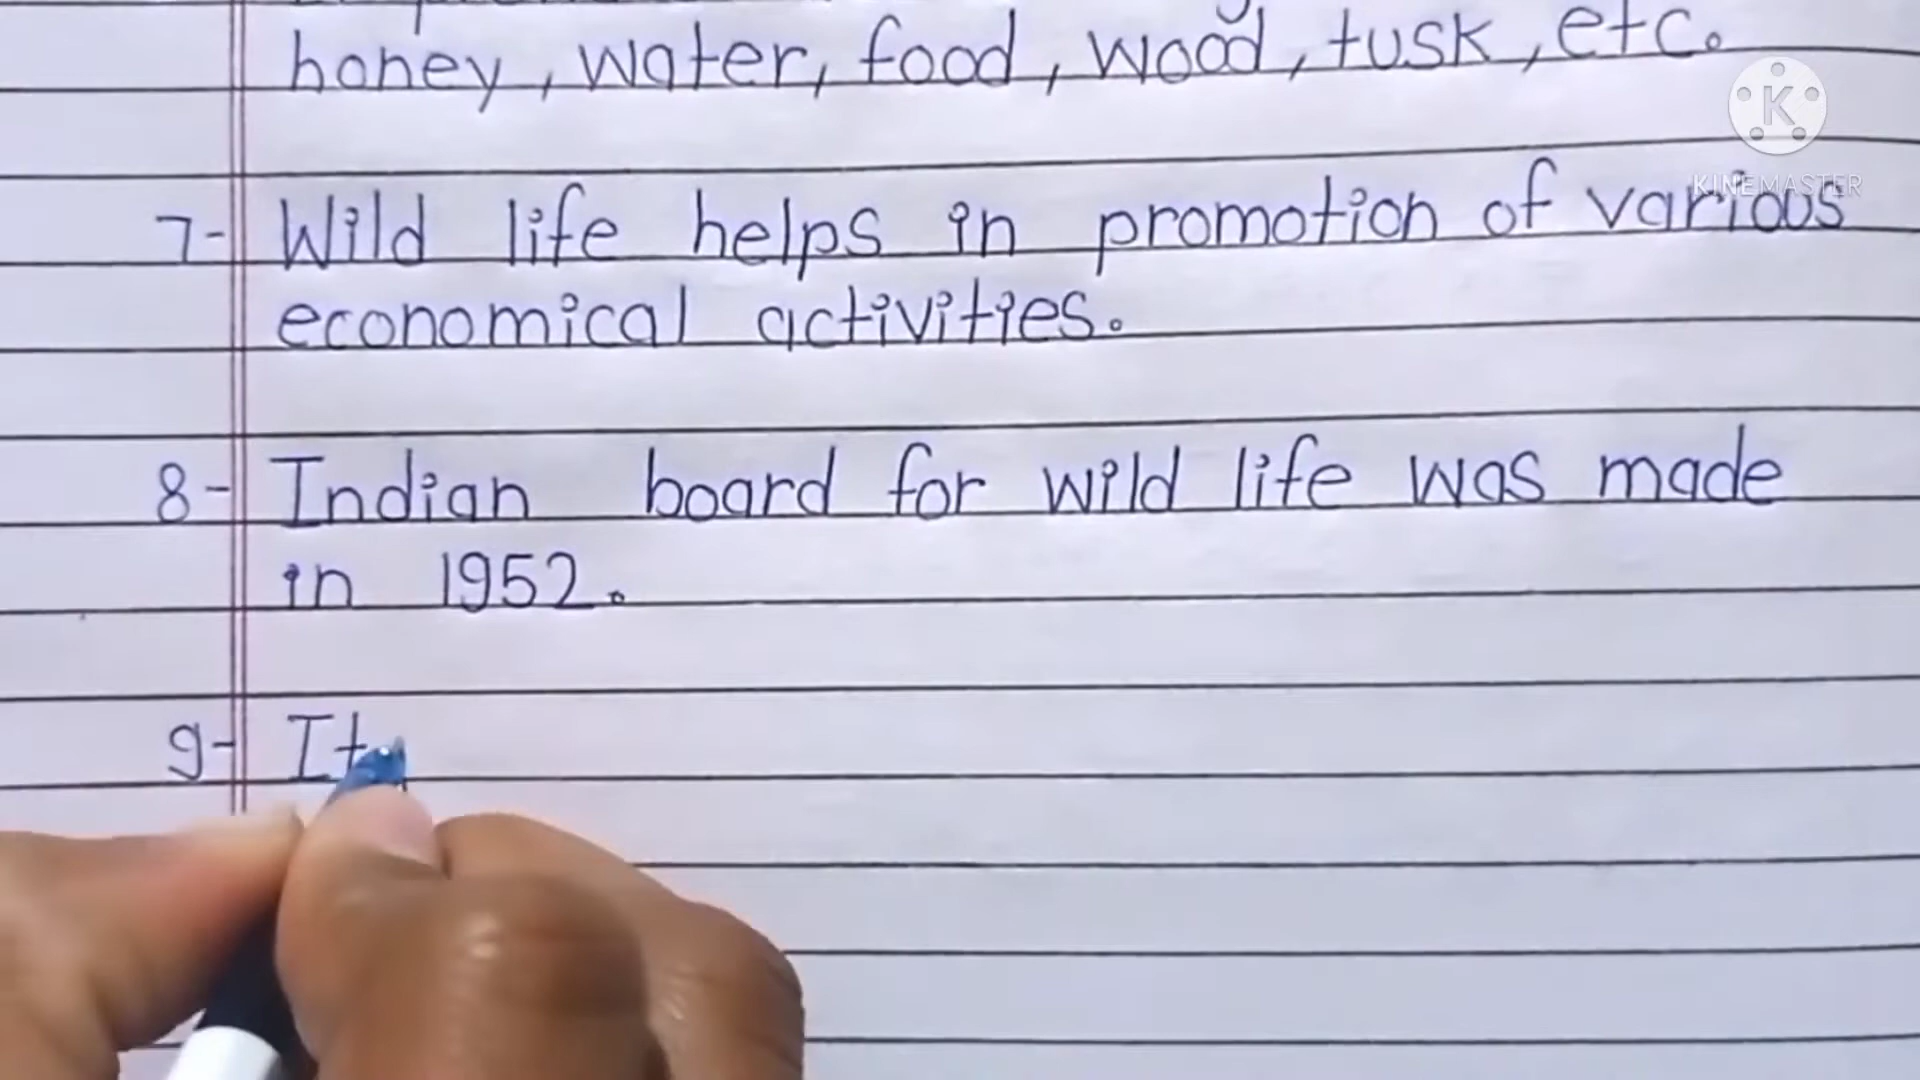 honey, water, food, wood, tusk, etc.
KINEMASTER
7- Wild life helps in promotion of various
economical activities.
8- Indian board for wild life was made
in 1952.
9- It